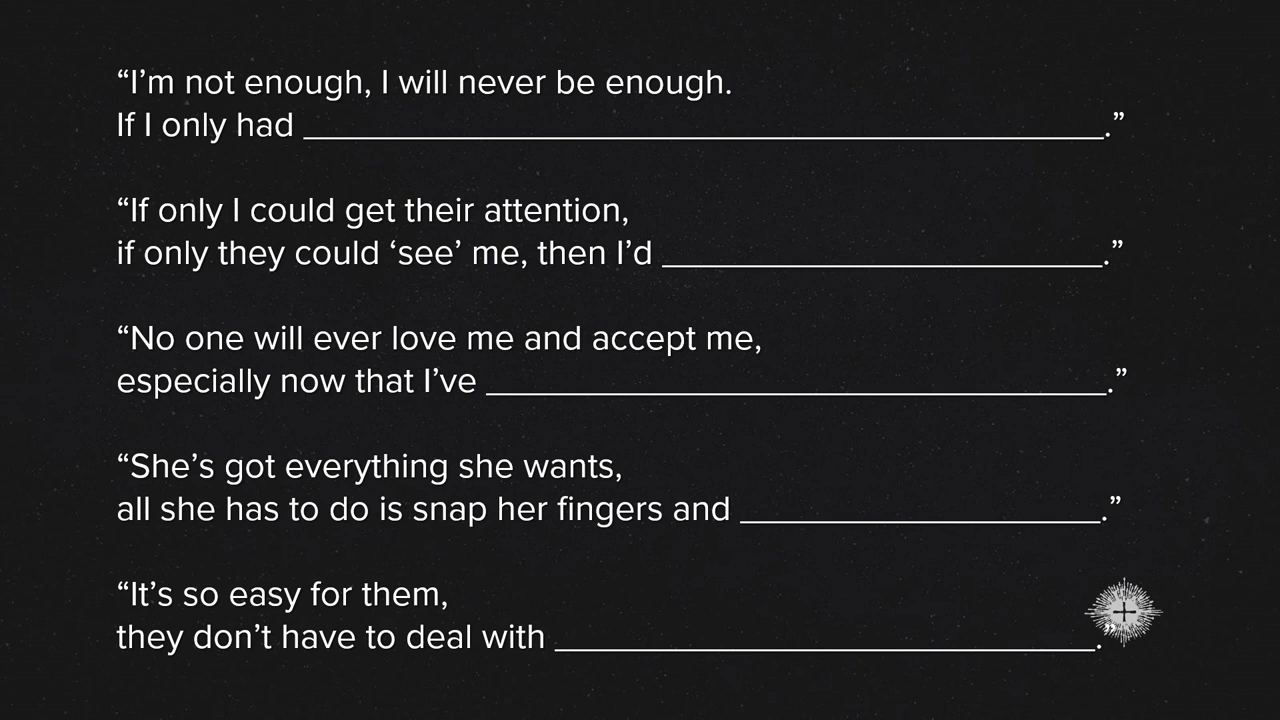 “I’m not enough, I will never be enough.
If I only had ________________________________________.”
“If only I could get their attention,
if only they could ‘see’ me, then I’d ______________________.”
“No one will ever love me and accept me,
especially now that I’ve _______________________________.”
“She’s got everything she wants,
all she has to do is snap her fingers and __________________.”
“It’s so easy for them,
they don’t have to deal with ___________________________.”